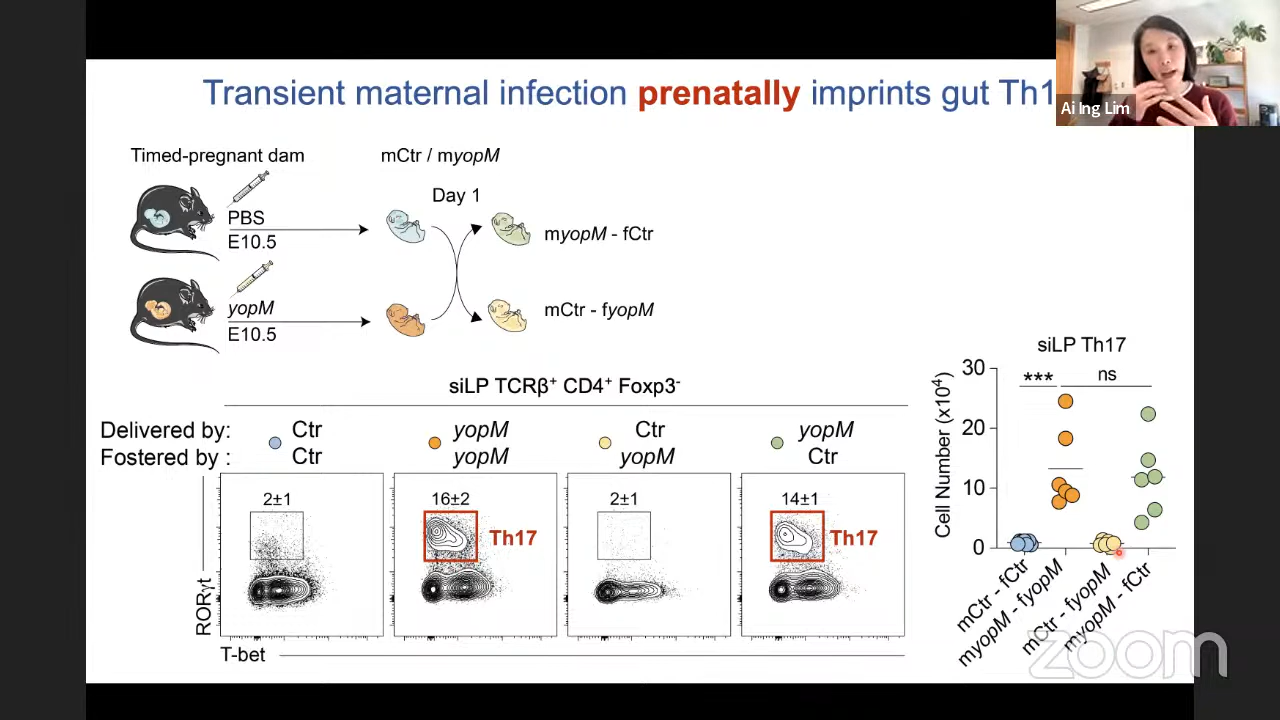 Transient maternal infection prenatally imprints gut Th1
Ai Ing Lim
Timed-pregnant dam
mCtr / myopM
Day 1
PBS
E10.5
myopM - fCtr
yopM
E10.5
mCtr - fyopM
siLP TCRβ⁺ CD4⁺ Foxp3⁻
Delivered by: Ctr yopM Ctr yopM
Fostered by : Ctr yopM yopM Ctr
2±1 16±2 2±1 14±1
Th17 Th17
RORγt
T-bet
siLP Th17
*** ns
Cell Number (x10⁴)
30
20
10
0
mCtr - fCtr
myopM - fyopM
mCtr - fyopM
myopM - fCtr
zoom